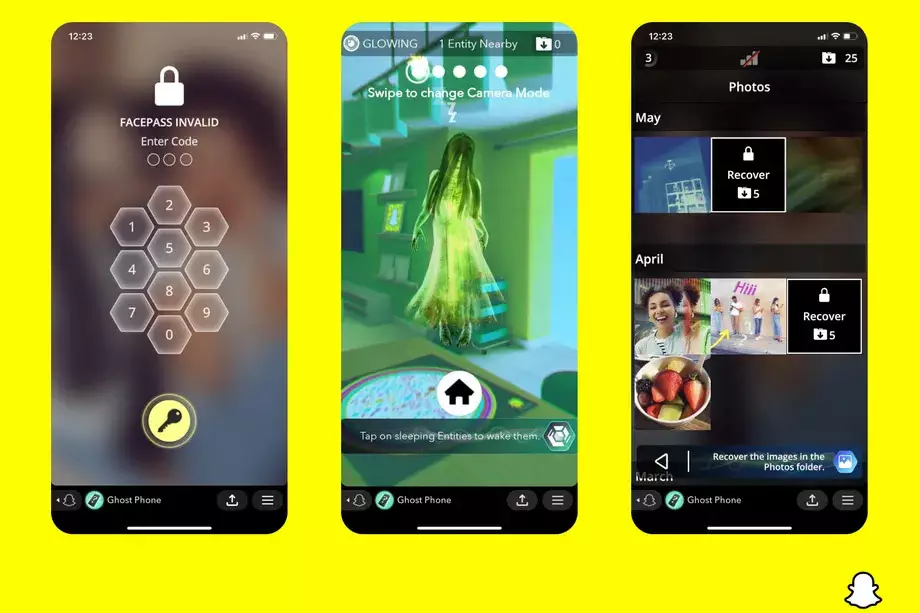 12:23
FACEPASS INVALID
Enter Code
2
1
3
5
4
6
8
7
9
0
Ghost Phone
GLOWING
1 Entity Nearby
0
Swipe to change Camera Mode
z
z
Tap on sleeping Entities to wake them.
Ghost Phone
12:23
3
25
Photos
May
Recover
5
April
Hiii
Recover
5
Recover the images in the
Photos folder.
March
Ghost Phone